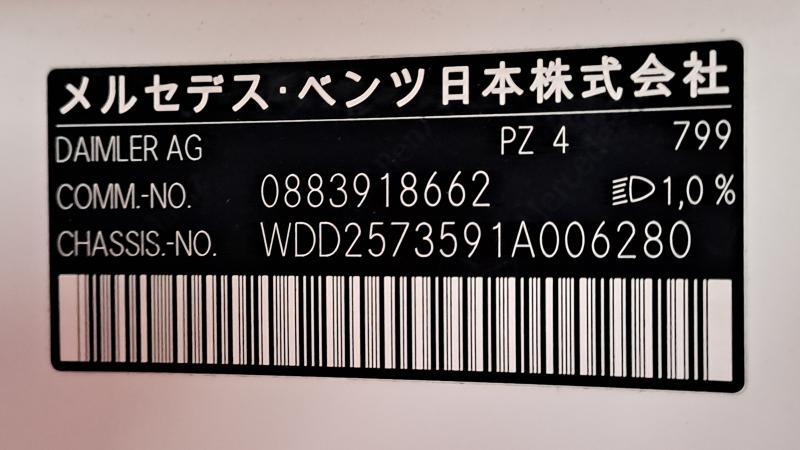 メルセデス・ベンツ日本株式会社
DAIMLER AG PZ 4 799
COMM.-NO. 0883918662 1,0 %
CHASSIS.-NO. WDD2573591A006280